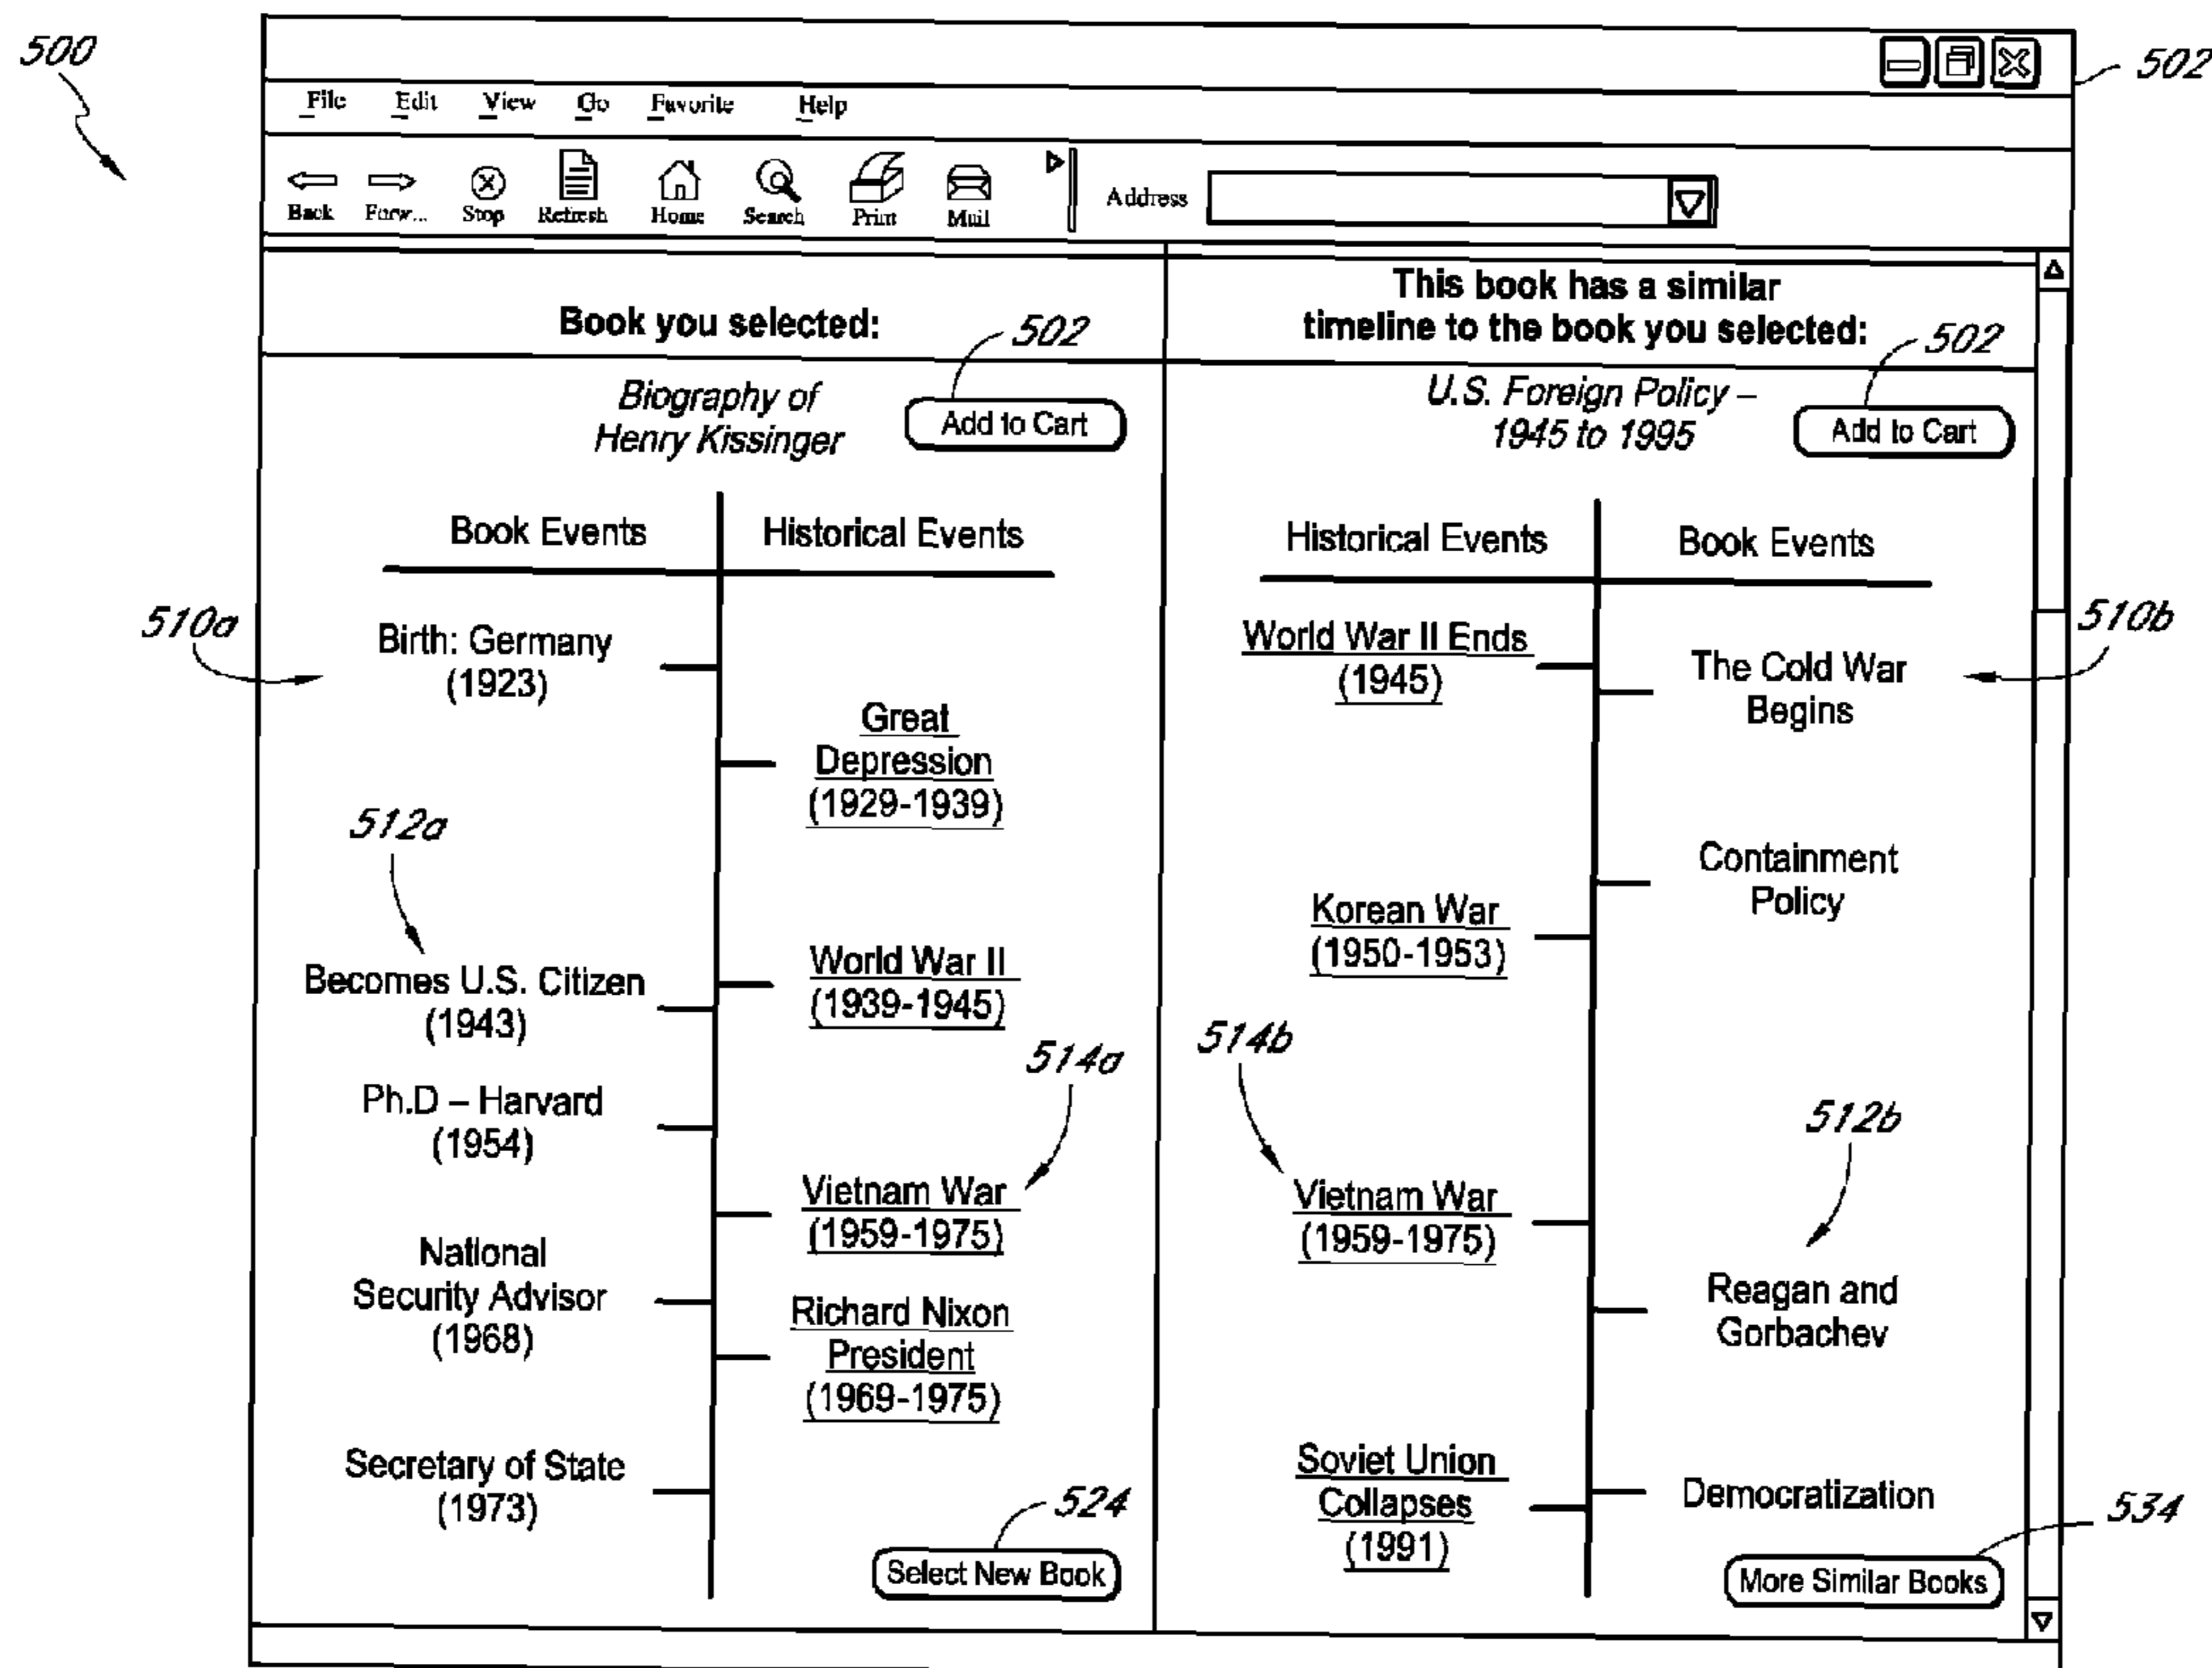 500
502
File Edit View Go Favorite Help
Back Forw... Stop Refresh Home Search Print Mail Address
Book you selected:
502
This book has a similar
timeline to the book you selected:
502
Biography of
Henry Kissinger
Add to Cart
U.S. Foreign Policy –
1945 to 1995
Add to Cart
Book Events
Historical Events
510a
Birth: Germany
(1923)
Great
Depression
(1929-1939)
512a
Becomes U.S. Citizen
(1943)
World War II
(1939-1945)
514a
Ph.D – Harvard
(1954)
Vietnam War
(1959-1975)
National
Security Advisor
(1968)
Richard Nixon
President
(1969-1975)
Secretary of State
(1973)
524
Select New Book
Historical Events
Book Events
World War II Ends
(1945)
The Cold War
Begins
510b
Containment
Policy
Korean War
(1950-1953)
514b
Vietnam War
(1959-1975)
512b
Reagan and
Gorbachev
Soviet Union
Collapses
(1991)
Democratization
534
More Similar Books